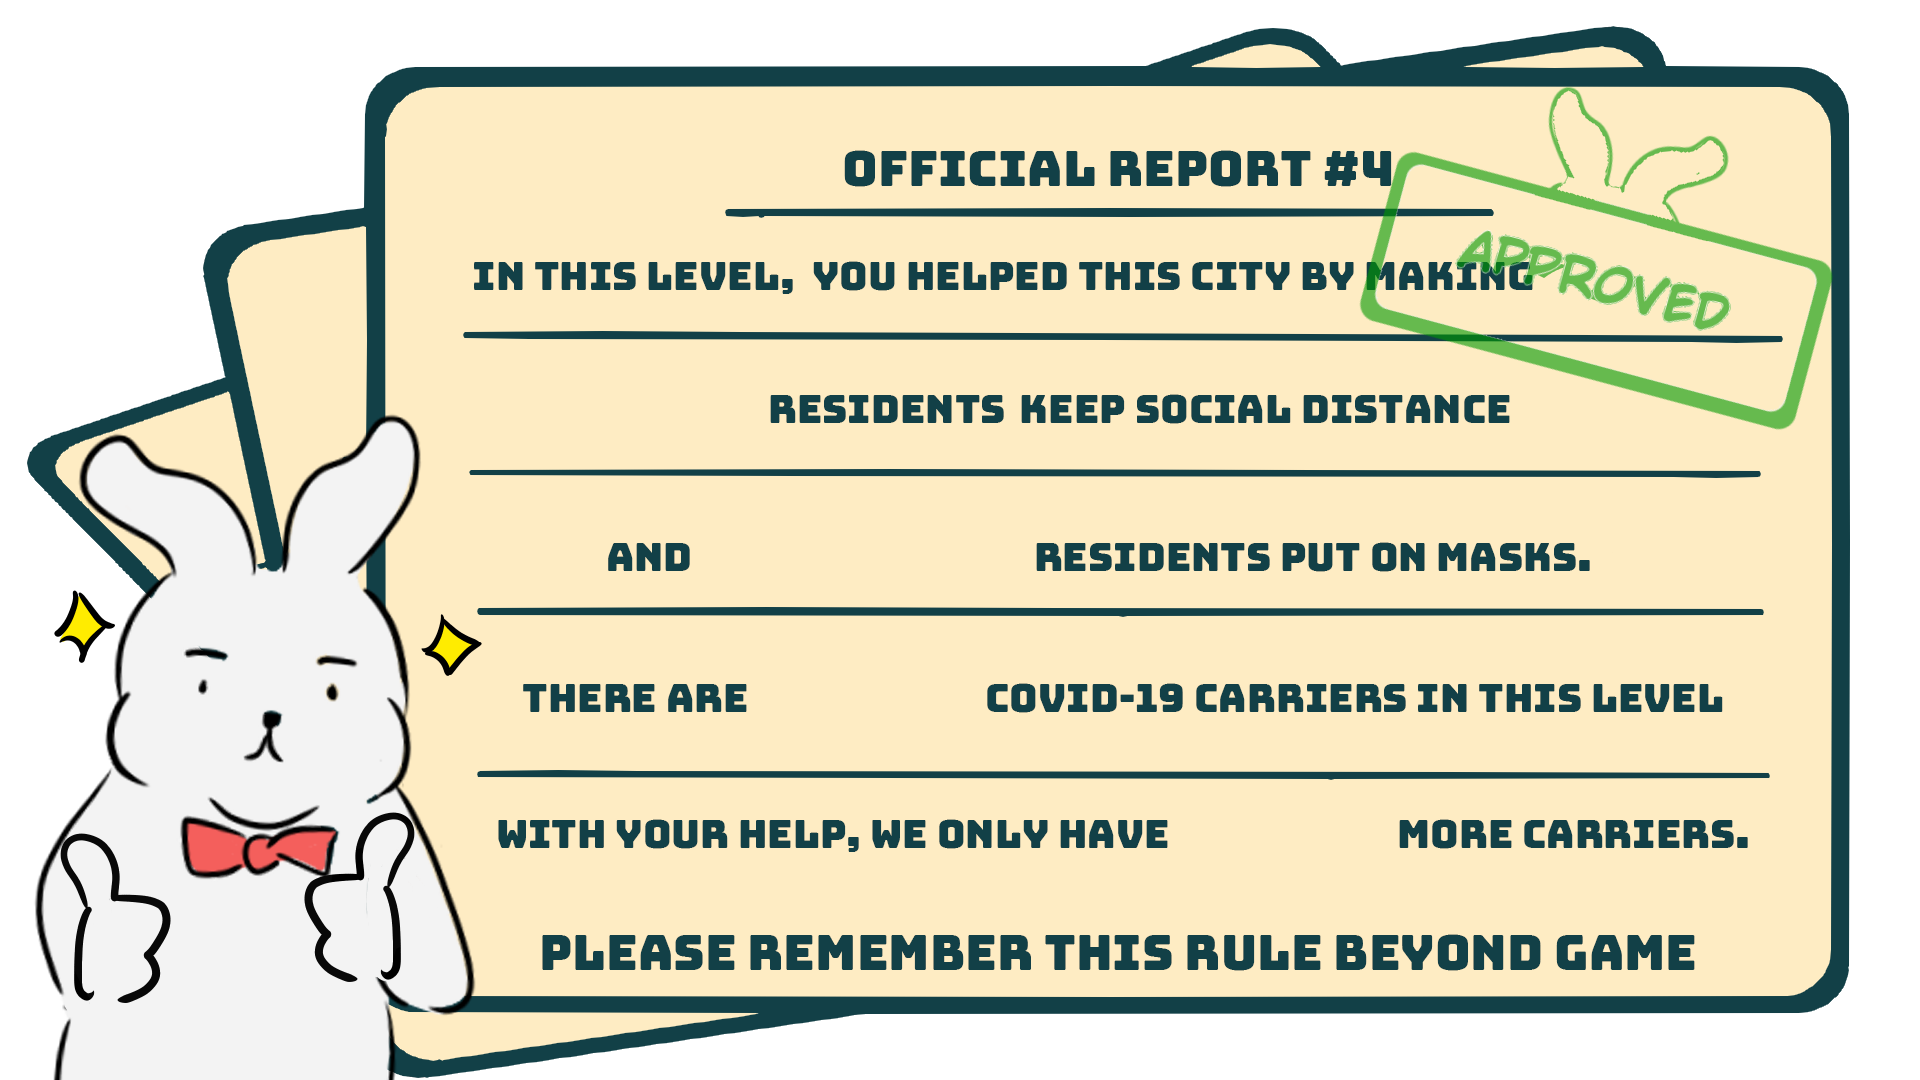 OFFICIAL REPORT #4
IN THIS LEVEL, YOU HELPED THIS CITY BY MAKING
APPROVED
RESIDENTS KEEP SOCIAL DISTANCE
AND RESIDENTS PUT ON MASKS.
THERE ARE COVID-19 CARRIERS IN THIS LEVEL
WITH YOUR HELP, WE ONLY HAVE MORE CARRIERS.
PLEASE REMEMBER THIS RULE BEYOND GAME